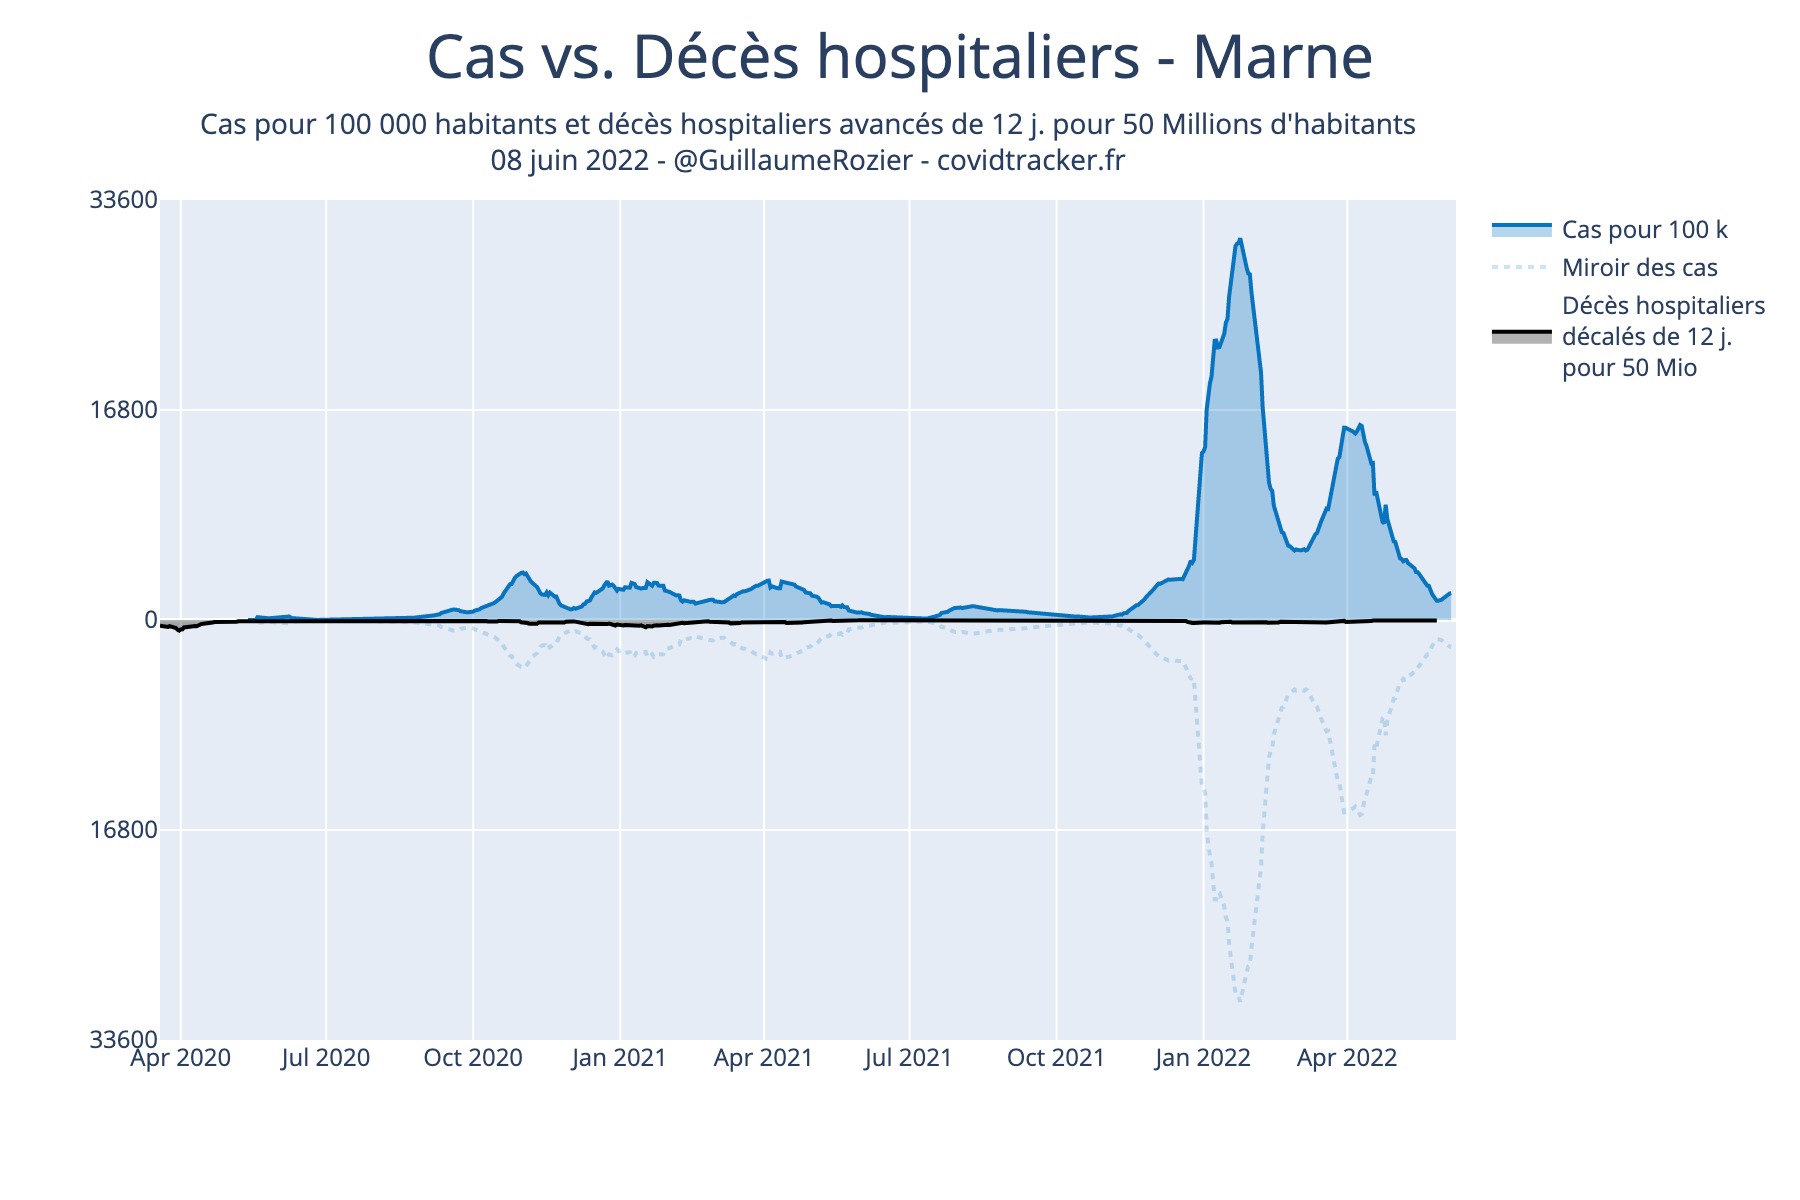 Cas vs. Décès hospitaliers - Marne
Cas pour 100 000 habitants et décès hospitaliers avancés de 12 j. pour 50 Millions d'habitants
08 juin 2022 - @GuillaumeRozier - covidtracker.fr
33600
16800
0
16800
33600
Apr 2020
Jul 2020
Oct 2020
Jan 2021
Apr 2021
Jul 2021
Oct 2021
Jan 2022
Apr 2022
Cas pour 100 k
Miroir des cas
Décès hospitaliers
décalés de 12 j.
pour 50 Mio